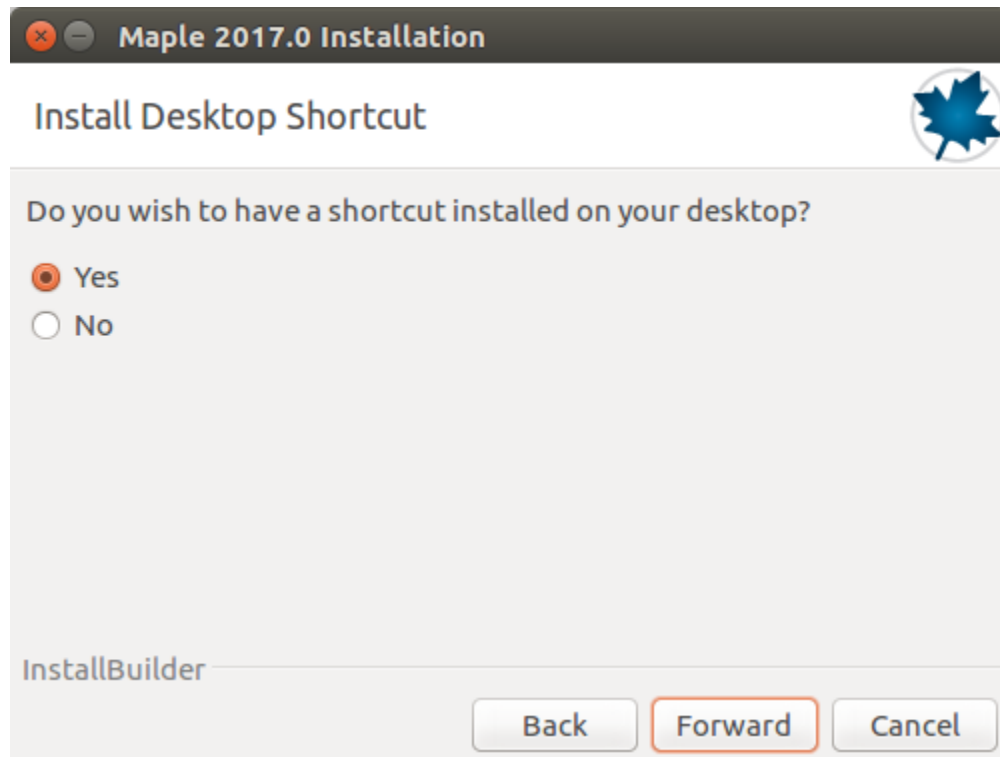 Maple 2017.0 Installation
Install Desktop Shortcut
Do you wish to have a shortcut installed on your desktop?
Yes
No
InstallBuilder
Back Forward Cancel